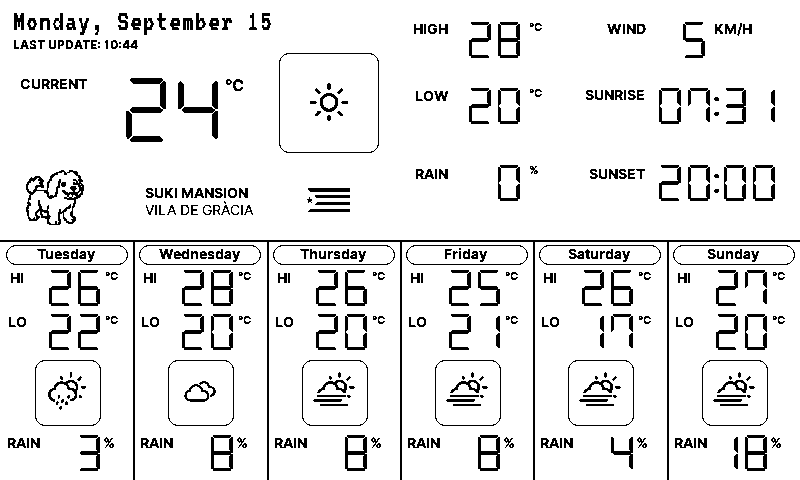 Monday, September 15
LAST UPDATE: 10:44
CURRENT 24 °C
SUKI MANSION
VILA DE GRÀCIA
HIGH 28 °C
LOW 20 °C
RAIN 0 %
WIND 5 KM/H
SUNRISE 07:31
SUNSET 20:00
Tuesday
HI 26 °C
LO 22 °C
RAIN 3 %
Wednesday
HI 28 °C
LO 20 °C
RAIN 8 %
Thursday
HI 26 °C
LO 20 °C
RAIN 8 %
Friday
HI 25 °C
LO 21 °C
RAIN 8 %
Saturday
HI 26 °C
LO 17 °C
RAIN 4 %
Sunday
HI 27 °C
LO 20 °C
RAIN 18 %